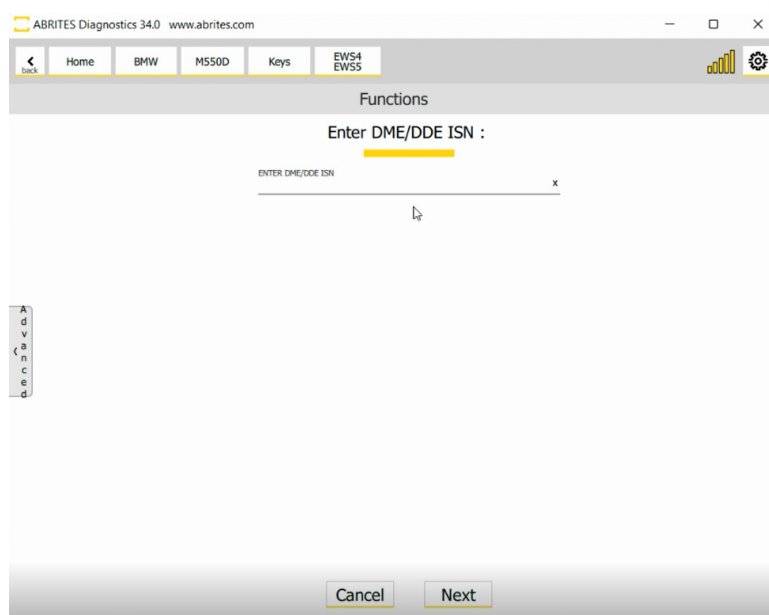 ABRITES Diagnostics 34.0 www.abrites.com
back
Home
BMW
M550D
Keys
EWS4
EWS5
Functions
Enter DME/DDE ISN :
ENTER DME/DDE ISN
x
Advanced
Cancel
Next